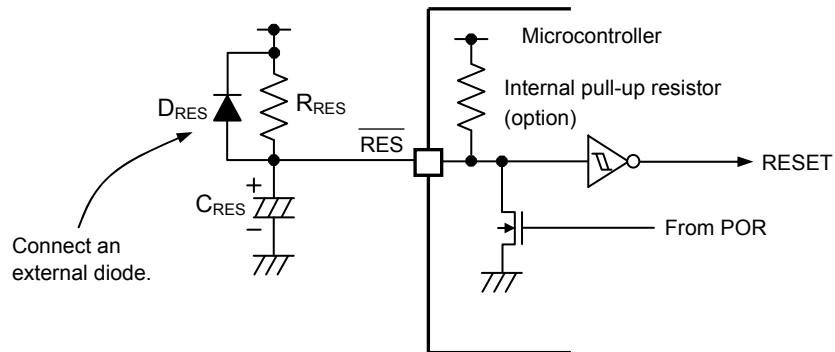 Microcontroller
Internal pull-up resistor
(option)
DRES
RRES
RES
RESET
+
CRES
−
From POR
Connect an
external diode.